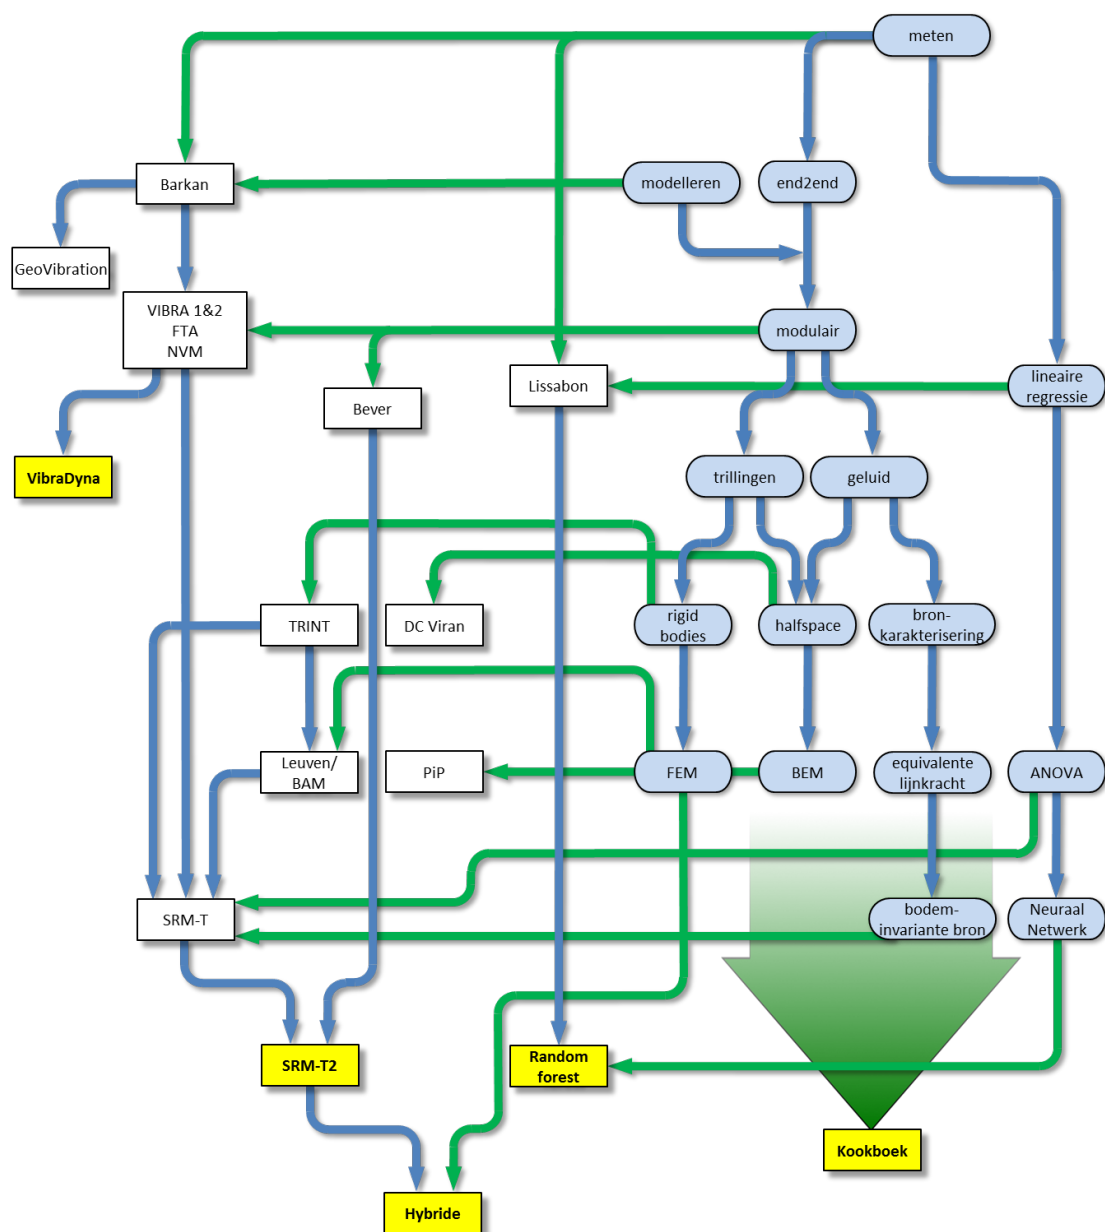 meten
Barkan
modelleren
end2end
GeoVibration
VIBRA 1&2
FTA
NVM
modulair
Bever
Lissabon
lineaire
regressie
VibraDyna
trillingen
geluid
TRINT
DC Viran
rigid
bodies
halfspace
bron-
karakterisering
Leuven/
BAM
PiP
FEM
BEM
equivalente
lijnkracht
ANOVA
SRM-T
bodem-
invariante bron
Neuraal
Netwerk
SRM-T2
Random
forest
Kookboek
Hybride